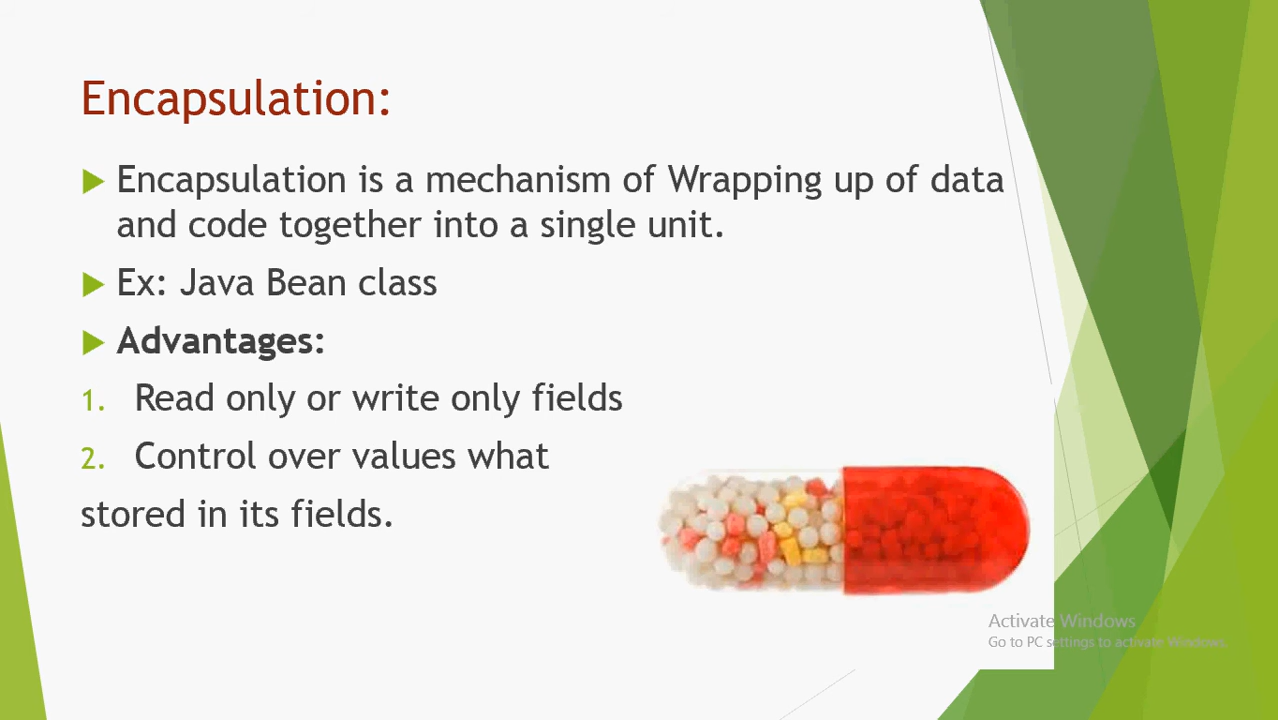 Encapsulation:
Encapsulation is a mechanism of Wrapping up of data
and code together into a single unit.
Ex: Java Bean class
Advantages:
1. Read only or write only fields
2. Control over values what
stored in its fields.
Activate Windows
Go to PC settings to activate Windows.